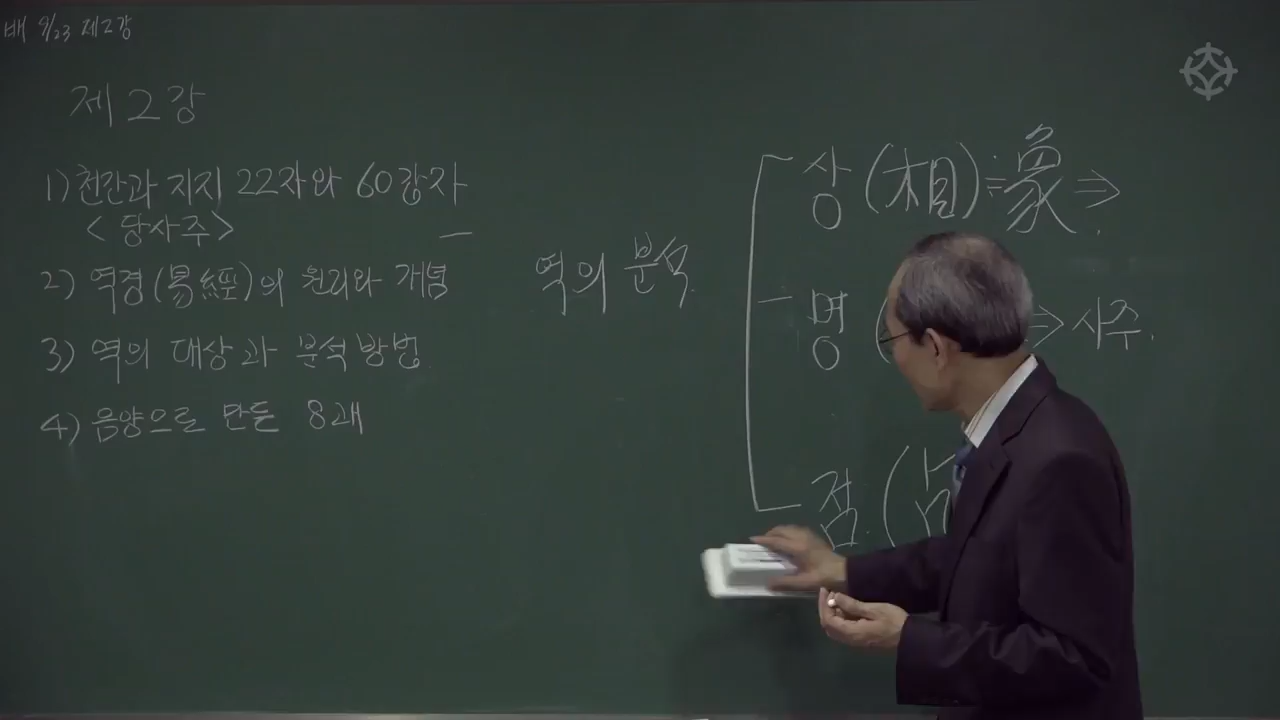 배 9/23 제2강
제2강
1) 천간과 지지 22자와 60갑자
<당사주>
2) 역경(易經)의 원리와 개념
3) 역의 대상과 분석방법
4) 음양으로 만든 8괘
역의 분석
상(相)÷象⇒
명(⇒사주.
점.(占